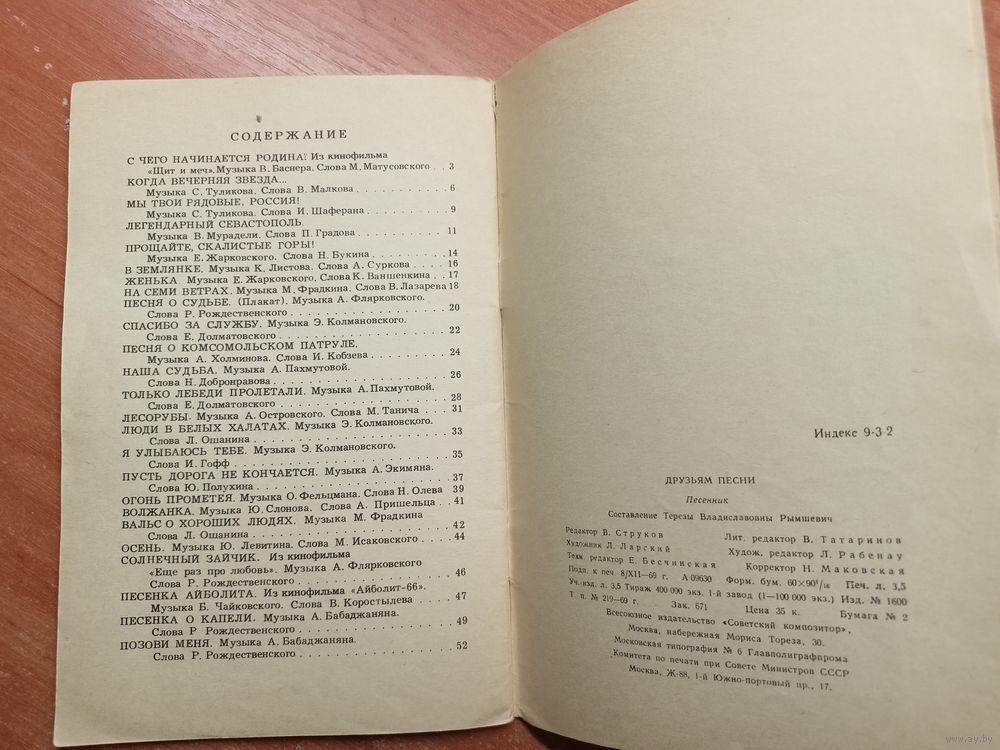 СОДЕРЖАНИЕ
С ЧЕГО НАЧИНАЕТСЯ РОДИНА? Из кинофильма
«Щит и меч». Музыка В. Баснера. Слова М. Матусовского . . 3
КОГДА ВЕЧЕРНЯЯ ЗВЕЗДА...
Музыка С. Туликова. Слова В. Малкова . . . . . . 6
МЫ ТВОИ РЯДОВЫЕ, РОССИЯ!
Музыка С. Туликова. Слова И. Шаферана . . . . . . 9
ЛЕГЕНДАРНЫЙ СЕВАСТОПОЛЬ.
Музыка В. Мурадели. Слова П. Градова . . . . . . 11
ПРОЩАЙТЕ, СКАЛИСТЫЕ ГОРЫ!
Музыка Е. Жарковского. Слова Н. Букина . . . . . 14
В ЗЕМЛЯНКЕ. Музыка К. Листова. Слова А. Суркова . . . . 16
ЖЕНЬКА. Музыка Е. Жарковского. Слова К. Ваншенкина . . 17
НА СЕМИ ВЕТРАХ. Музыка М. Фрадкина. Слова В. Лазарева 18
ПЕСНЯ О СУДЬБЕ. (Плакат). Музыка А. Флярковского.
Слова Р. Рождественского . . . . . . . . . . 20
СПАСИБО ЗА СЛУЖБУ. Музыка Э. Колмановского.
Слова Е. Долматовского . . . . . . . . . . 22
ПЕСНЯ О КОМСОМОЛЬСКОМ ПАТРУЛЕ.
Музыка А. Холминова. Слова И. Кобзева . . . . . . 24
НАША СУДЬБА. Музыка А. Пахмутовой.
Слова Н. Добронравова . . . . . . . . . . 26
ТОЛЬКО ЛЕБЕДИ ПРОЛЕТАЛИ. Музыка А. Пахмутовой.
Слова Е. Долматовского . . . . . . . . . . 28
ЛЕСОРУБЫ. Музыка А. Островского. Слова М. Танича . . . 31
ЛЮДИ В БЕЛЫХ ХАЛАТАХ. Музыка Э. Колмановского.
Слова Л. Ошанина . . . . . . . . . . . . 33
Я УЛЫБАЮСЬ ТЕБЕ. Музыка Э. Колмановского.
Слова И. Гофф . . . . . . . . . . . . . 35
ПУСТЬ ДОРОГА НЕ КОНЧАЕТСЯ. Музыка А. Экимяна.
Слова Ю. Полухина . . . . . . . . . . . 37
ОГОНЬ ПРОМЕТЕЯ. Музыка О. Фельцмана. Слова Н. Олева 39
ВОЛЖАНКА. Музыка Ю. Слонова. Слова А. Пришельца . . 41
ВАЛЬС О ХОРОШИХ ЛЮДЯХ. Музыка М. Фрадкина
Слова Л. Ошанина . . . . . . . . . . . . 42
ОСЕНЬ. Музыка Ю. Левитина. Слова М. Исаковского . . . . 44
СОЛНЕЧНЫЙ ЗАЙЧИК. Из кинофильма
«Еще раз про любовь». Музыка А. Флярковского
Слова Р. Рождественского . . . . . . . . . . 46
ПЕСЕНКА АЙБОЛИТА. Из кинофильма «Айболит-66».
Музыка Б. Чайковского. Слова В. Коростылева . . . . 47
ПЕСЕНКА О КАПЕЛИ. Музыка А. Бабаджаняна.
Слова Р Рождественского . . . . . . . . . . 49
ПОЗОВИ МЕНЯ. Музыка А. Бабаджаняна.
Слова Р. Рождественского . . . . . . . . . . 52
Индекс 9-3-2
ДРУЗЬЯМ ПЕСНИ
Песенник
Составление Терезы Владиславовны Рымшевич
Редактор В. Струков Лит. редактор В. Татаринов
Художник Л. Ларский Худож. редактор Л. Рабенау
Техн. редактор Е. Бесчинская Корректор Н. Маковская
Подп. к печ. 8/XII—69 г. А 09630 Форм. бум. 60×90¹/₁₆ Печ. л. 3,5
Уч.-изд. л. 3,5 Тираж 400 000 экз. 1-й завод (1—100 000 экз.) Изд. № 1600
Т. п. № 219—69 г. Зак. 671 Цена 35 к. Бумага № 2
Всесоюзное издательство «Советский композитор»,
Москва, набережная Мориса Тореза, 30.
Московская типография № 6 Главполиграфпрома
Комитета по печати при Совете Министров СССР
Москва, Ж-88, 1-й Южно-портовый пр., 17.
www.ay.by